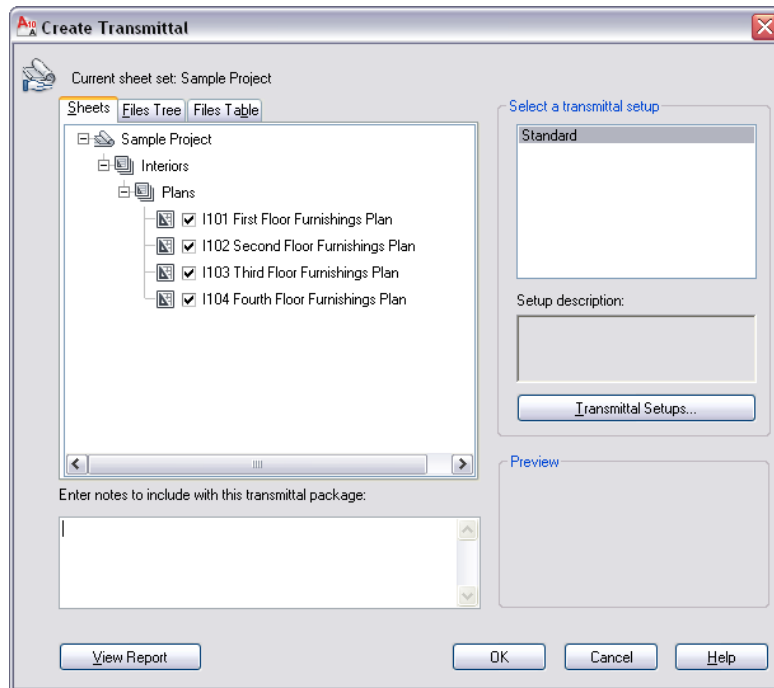 Create Transmittal
Current sheet set: Sample Project
Sheets Files Tree Files Table
Sample Project
Interiors
Plans
I101 First Floor Furnishings Plan
I102 Second Floor Furnishings Plan
I103 Third Floor Furnishings Plan
I104 Fourth Floor Furnishings Plan
Enter notes to include with this transmittal package:
Select a transmittal setup
Standard
Setup description:
Transmittal Setups...
Preview
View Report OK Cancel Help